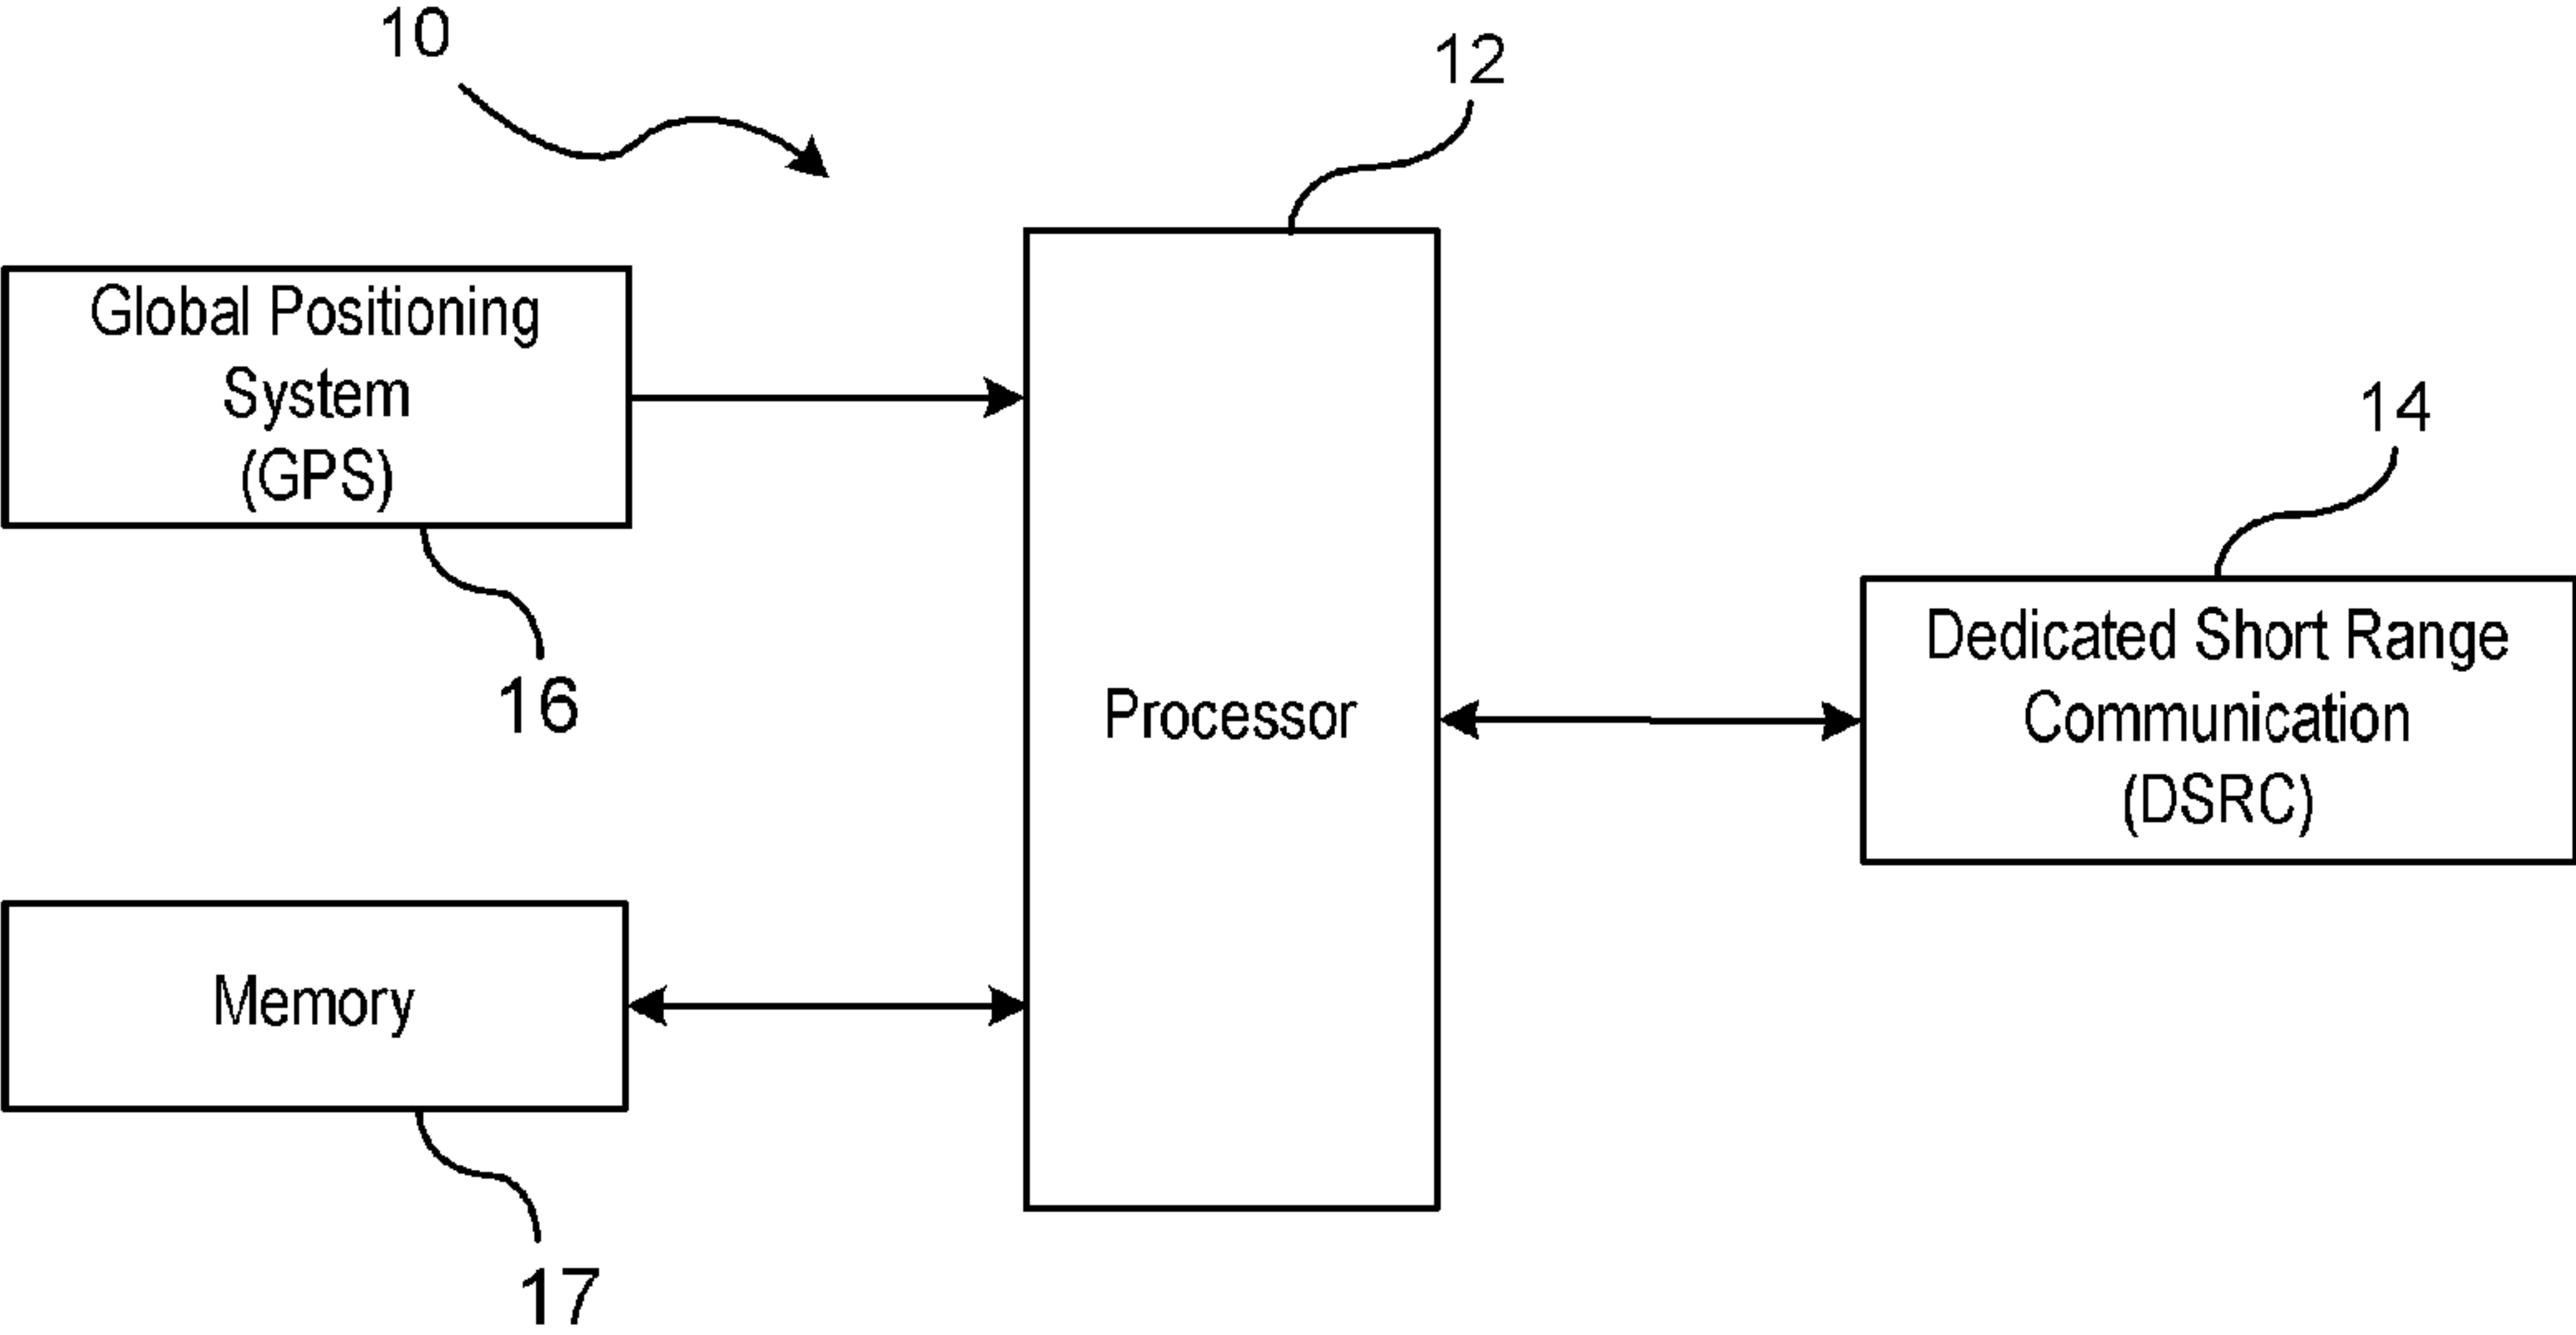 10
12
Global Positioning
System
(GPS)
16
14
Dedicated Short Range
Communication
(DSRC)
Processor
Memory
17